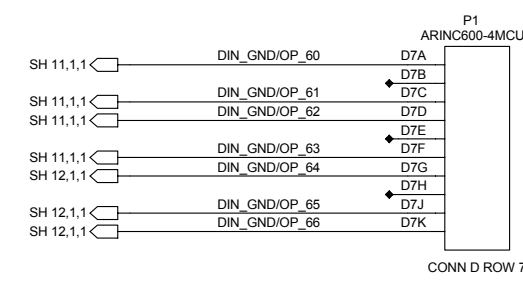 P1
ARINC600-4MCU
SH 11,1,1 DIN_GND/OP_60 D7A
D7B
SH 11,1,1 DIN_GND/OP_61 D7C
SH 11,1,1 DIN_GND/OP_62 D7D
D7E
SH 11,1,1 DIN_GND/OP_63 D7F
SH 12,1,1 DIN_GND/OP_64 D7G
D7H
SH 12,1,1 DIN_GND/OP_65 D7J
SH 12,1,1 DIN_GND/OP_66 D7K
CONN D ROW 7